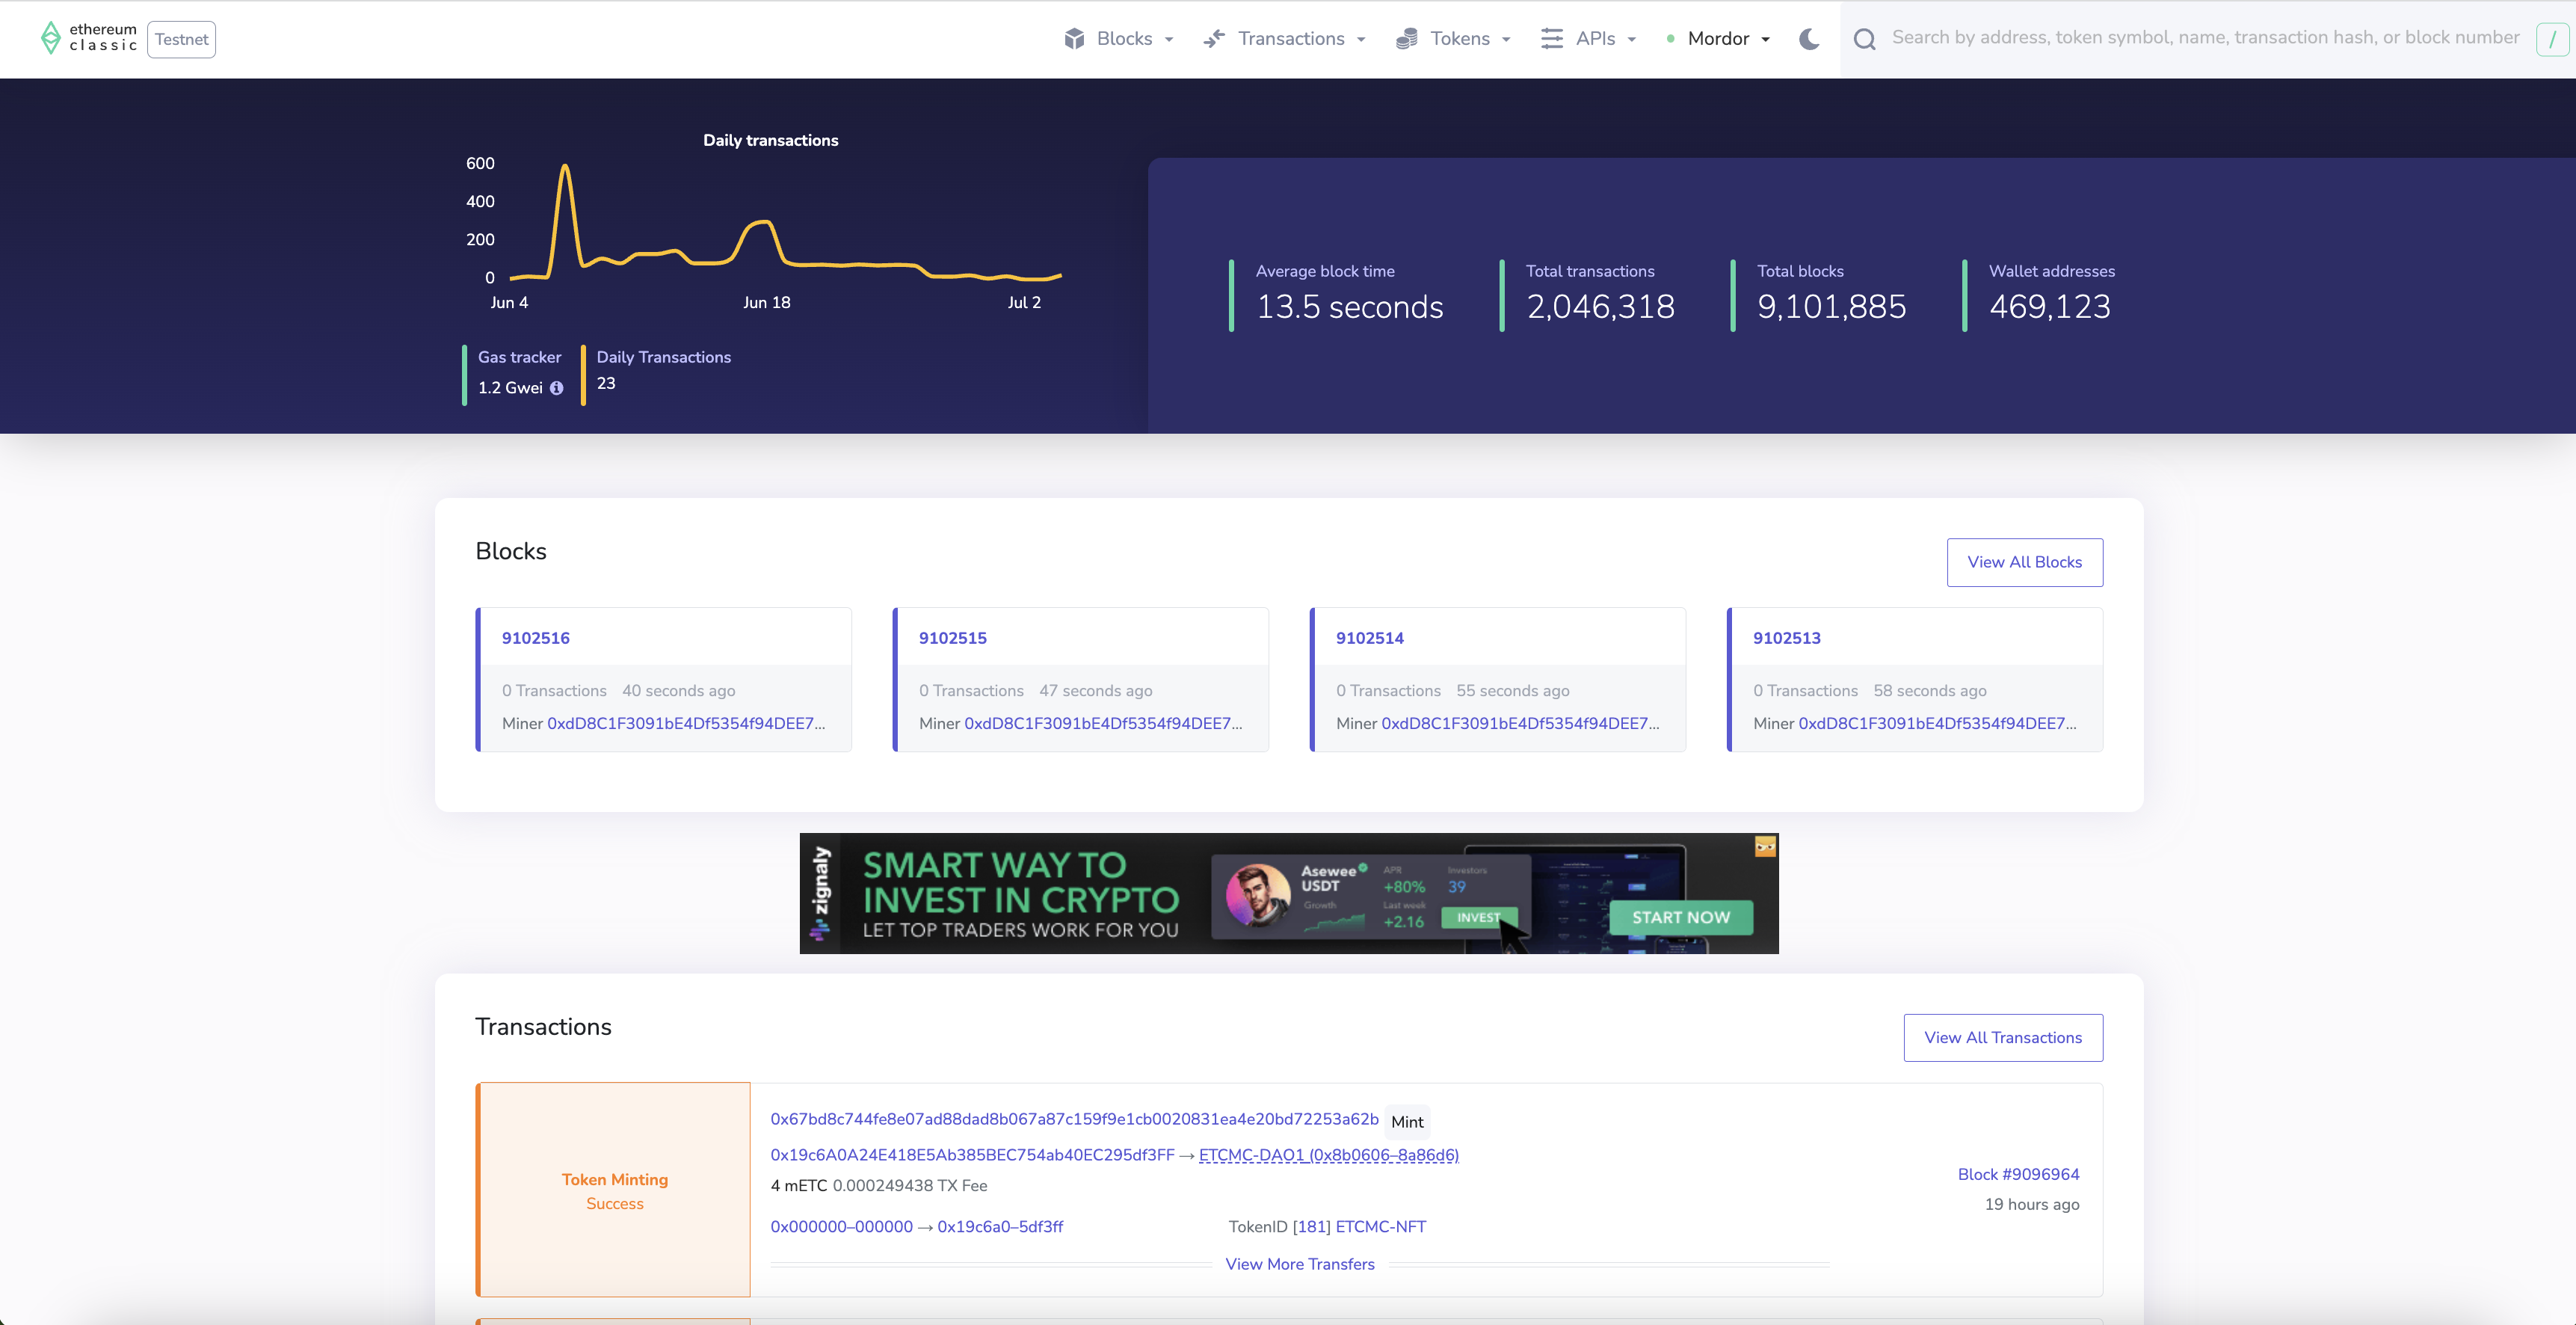 ethereum
classic
Testnet
Blocks
Transactions
Tokens
APIs
Mordor
Search by address, token symbol, name, transaction hash, or block number
/
Daily transactions
600
400
200
0
Jun 4
Jun 18
Jul 2
Gas tracker
1.2 Gwei
Daily Transactions
23
Average block time
13.5 seconds
Total transactions
2,046,318
Total blocks
9,101,885
Wallet addresses
469,123
Blocks
View All Blocks
9102516
0 Transactions 40 seconds ago
Miner 0xdD8C1F3091bE4Df5354f94DEE7...
9102515
0 Transactions 47 seconds ago
Miner 0xdD8C1F3091bE4Df5354f94DEE7...
9102514
0 Transactions 55 seconds ago
Miner 0xdD8C1F3091bE4Df5354f94DEE7...
9102513
0 Transactions 58 seconds ago
Miner 0xdD8C1F3091bE4Df5354f94DEE7...
zignaly
SMART WAY TO
INVEST IN CRYPTO
LET TOP TRADERS WORK FOR YOU
Asewee
USDT
Growth
APR
+80%
Last week
+2.16
Investors
39
INVEST
START NOW
Transactions
View All Transactions
Token Minting
Success
0x67bd8c744fe8e07ad88dad8b067a87c159f9e1cb0020831ea4e20bd72253a62b Mint
0x19c6A0A24E418E5Ab385BEC754ab40EC295df3FF → ETCMC-DAO1 (0x8b0606–8a86d6)
4 mETC 0.000249438 TX Fee
0x000000–000000 → 0x19c6a0–5df3ff
TokenID [181] ETCMC-NFT
View More Transfers
Block #9096964
19 hours ago